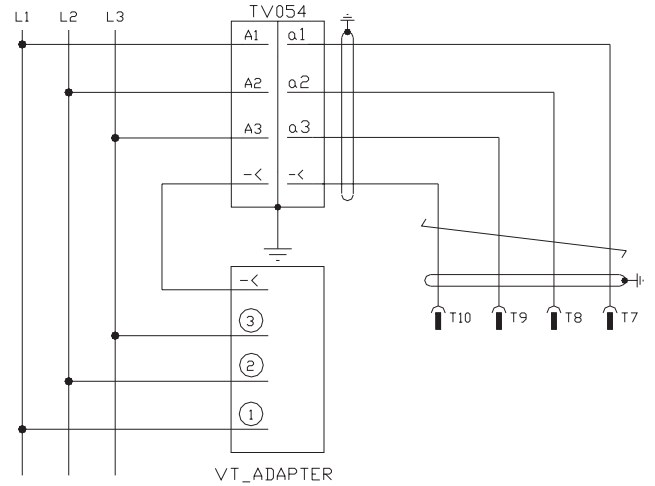 TV054
L1 L2 L3
A1 a1
A2 a2
A3 a3
-< -<
-<
3
T10 T9 T8 T7
2
1
VT_ADAPTER